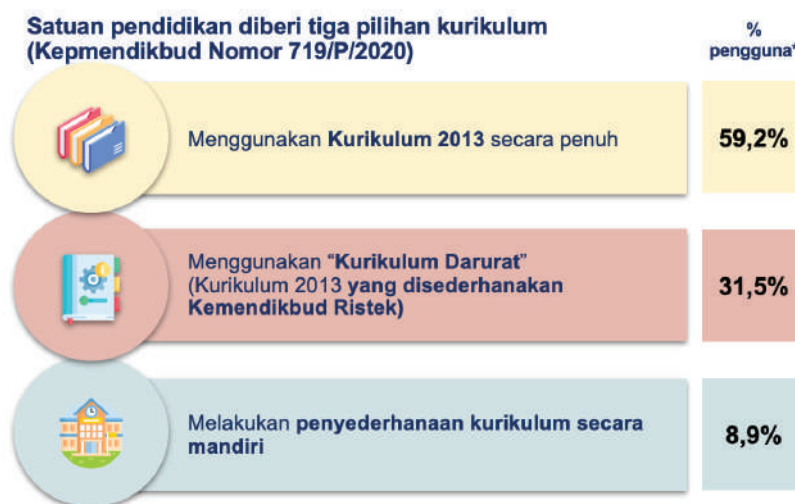 Satuan pendidikan diberi tiga pilihan kurikulum
(Kepmendikbud Nomor 719/P/2020)
%
pengguna*
Menggunakan Kurikulum 2013 secara penuh
59,2%
Menggunakan “Kurikulum Darurat”
(Kurikulum 2013 yang disederhanakan
Kemendikbud Ristek)
31,5%
Melakukan penyederhanaan kurikulum secara
mandiri
8,9%